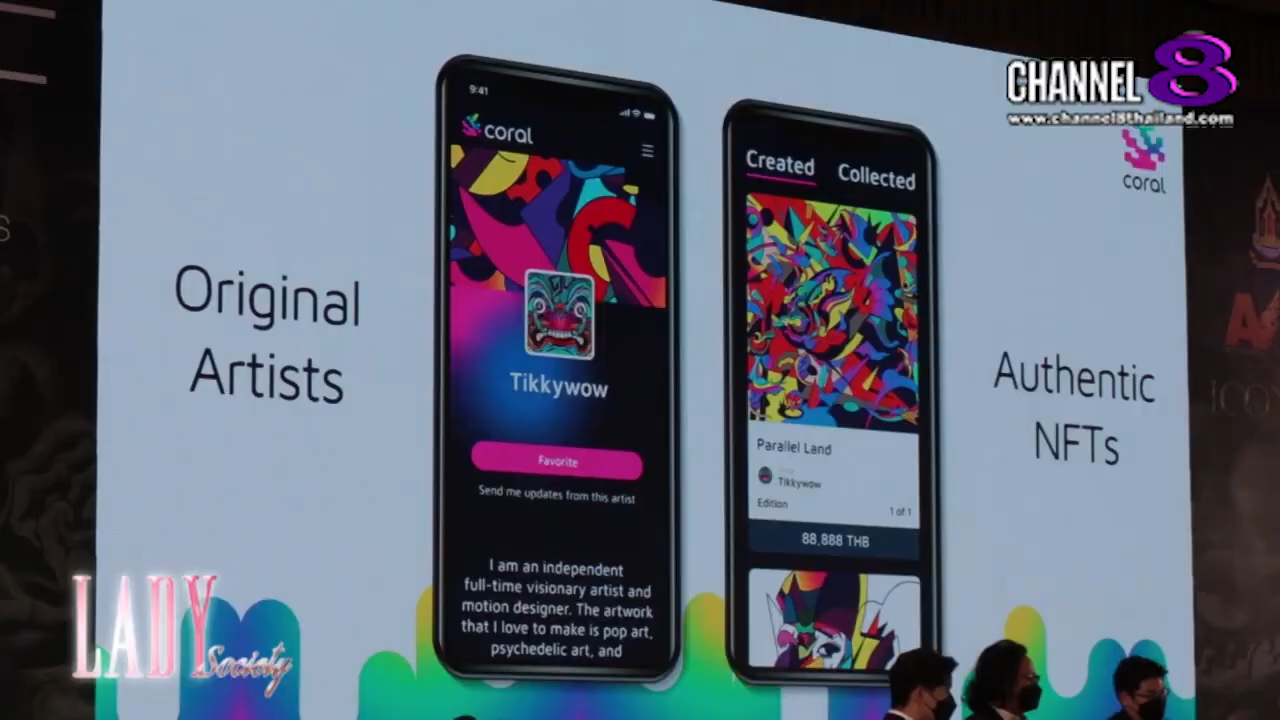 CHANNEL 8
www.channel8thailand.com
coral
Original
Artists
9:41
coral
Tikkywow
Favorite
Send me updates from this artist
I am an independent
full-time visionary artist and
motion designer. The artwork
that I love to make is pop art,
psychedelic art, and
Created Collected
Parallel Land
Tikkywow
Edition 1 of 1
88,888 THB
Authentic
NFTs
LADY
Society